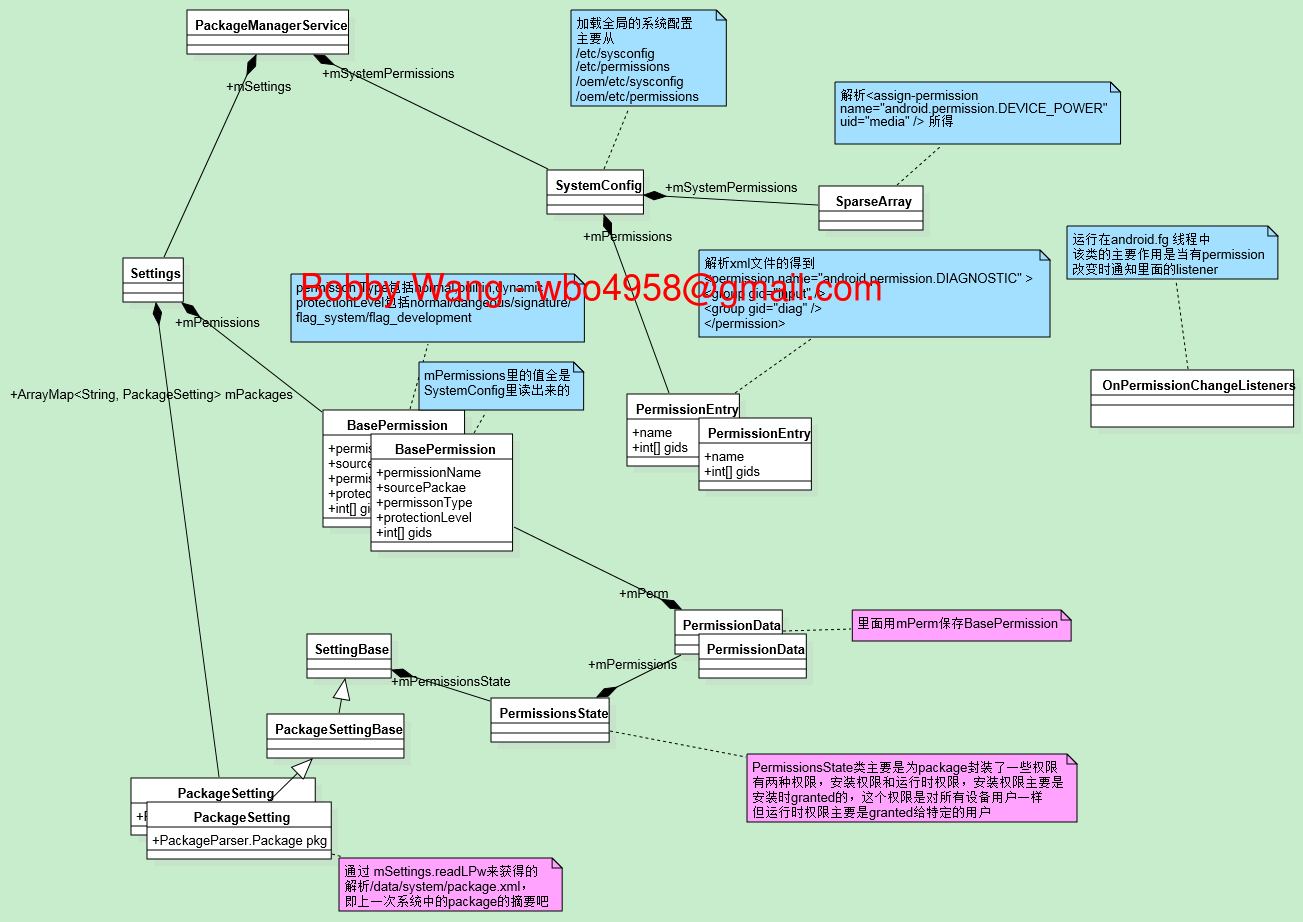 PackageManagerService
+mSettings
+mSystemPermissions
加载全局的系统配置
主要从
/etc/sysconfig
/etc/permissions
/oem/etc/sysconfig
/oem/etc/permissions
解析<assign-permission
name="android.permission.DEVICE_POWER"
uid="media" /> 所得
SystemConfig
+mSystemPermissions
SparseArray
+mPermissions
运行在android.fg 线程中
该类的主要作用是当有permission
改变时通知里面的listener
OnPermissionChangeListeners
解析xml文件的得到
<permission name="android.permission.DIAGNOSTIC" >
<group gid="input" />
<group gid="diag" />
</permission>
Bobby.Wang - wbo4958@gmail.com
Settings
+mPemissions
permisson Type包括normal,builtin,dynamic
protectionLevel包括normal/dangeous/signature/
flag_system/flag_development
mPermissions里的值全是
SystemConfig里读出来的
+ArrayMap<String, PackageSetting> mPackages
BasePermission
+permis
+source
+permis
+protec
+int[] gi
BasePermission
+permissionName
+sourcePackae
+permissonType
+protectionLevel
+int[] gids
PermissionEntry
+name
+int[] gids
PermissionEntry
+name
+int[] gids
+mPerm
PermissionData
PermissionData
里面用mPerm保存BasePermission
SettingBase
+mPermissionsState
+mPermissions
PermissionsState
PackageSettingBase
PermissionsState类主要是为package封装了一些权限
有两种权限，安装权限和运行时权限，安装权限主要是
安装时granted的，这个权限是对所有设备用户一样
但运行时权限主要是granted给特定的用户
PackageSetting
PackageSetting
+PackageParser.Package pkg
通过 mSettings.readLPw来获得的
解析/data/system/package.xml，
即上一次系统中的package的摘要吧